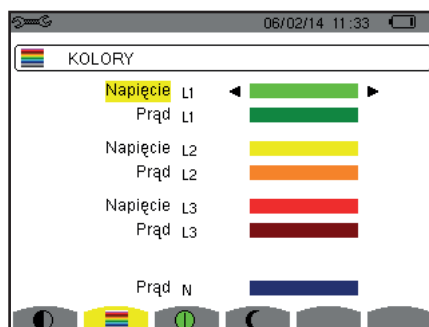 06/02/14 11:33
KOLORY
Napięcie L1
Prąd L1
Napięcie L2
Prąd L2
Napięcie L3
Prąd L3
Prąd N